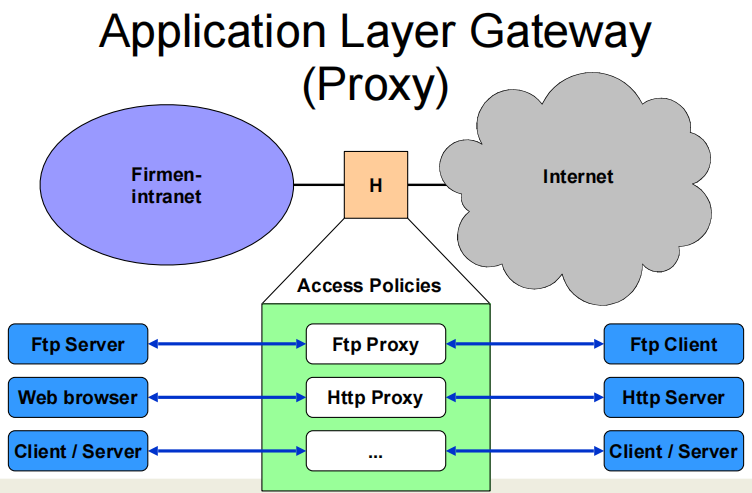 Application Layer Gateway
(Proxy)
Firmen-
intranet
H
Internet
Access Policies
Ftp Server
Ftp Proxy
Ftp Client
Web browser
Http Proxy
Http Server
Client / Server
...
Client / Server